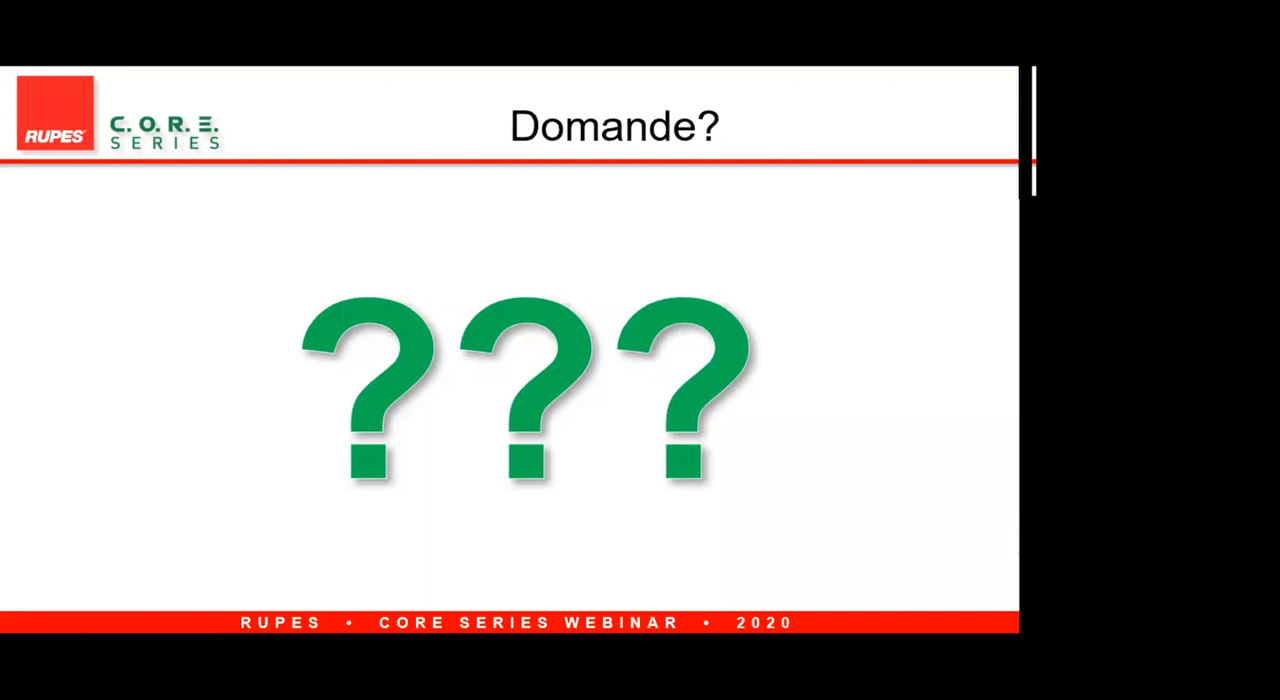 RUPES
C.O.R.E.
SERIES
Domande?
???
RUPES • CORE SERIES WEBINAR • 2020